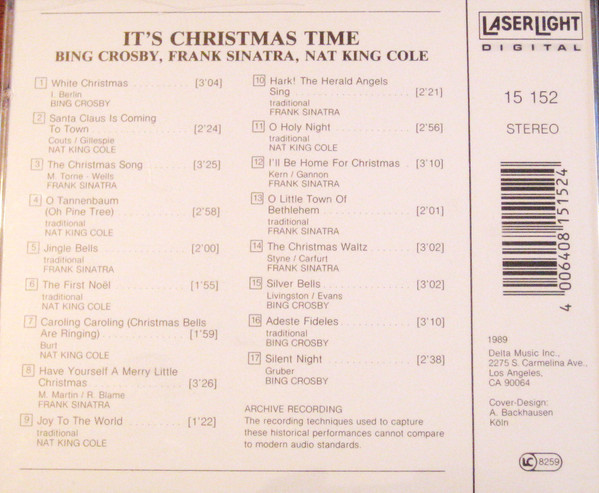 IT'S CHRISTMAS TIME
BING CROSBY, FRANK SINATRA, NAT KING COLE
1 White Christmas . . . . . . . . . . [3'04]
I. Berlin
BING CROSBY
2 Santa Claus Is Coming
To Town . . . . . . . . . . . . [2'24]
Couts / Gillespie
NAT KING COLE
3 The Christmas Song . . . . . . . [3'25]
M. Torne - Wells
FRANK SINATRA
4 O Tannenbaum
(Oh Pine Tree) . . . . . . . . . [2'58]
traditional
NAT KING COLE
5 Jingle Bells . . . . . . . . . . . . [2'00]
traditional
FRANK SINATRA
6 The First Noël . . . . . . . . . . [1'55]
traditional
NAT KING COLE
7 Caroling Caroling (Christmas Bells
Are Ringing) . . . . . . . . . . [1'59]
Burt
NAT KING COLE
8 Have Yourself A Merry Little
Christmas . . . . . . . . . . . [3'26]
M. Martin / R. Blame
FRANK SINATRA
9 Joy To The World . . . . . . . . [1'22]
traditional
NAT KING COLE
10 Hark! The Herald Angels
Sing . . . . . . . . . . . . . . [2'21]
traditional
FRANK SINATRA
11 O Holy Night . . . . . . . . . . [2'56]
traditional
NAT KING COLE
12 I'll Be Home For Christmas . [3'10]
Kern / Gannon
FRANK SINATRA
13 O Little Town Of
Bethlehem . . . . . . . . . . . [2'01]
traditional
FRANK SINATRA
14 The Christmas Waltz . . . . . . [3'02]
Styne / Carfurt
FRANK SINATRA
15 Silver Bells . . . . . . . . . . . [3'02]
Livingston / Evans
BING CROSBY
16 Adeste Fideles . . . . . . . . . [3'10]
traditional
BING CROSBY
17 Silent Night . . . . . . . . . . . [2'38]
Gruber
BING CROSBY
ARCHIVE RECORDING
The recording techniques used to capture
these historical performances cannot compare
to modern audio standards.
LASERLIGHT
DIGITAL
15 152
STEREO
4 006408 151524
1989
Delta Music Inc.,
2275 S. Carmelina Ave.,
Los Angeles,
CA 90064
Cover-Design:
A. Backhausen
Köln
LC 8259